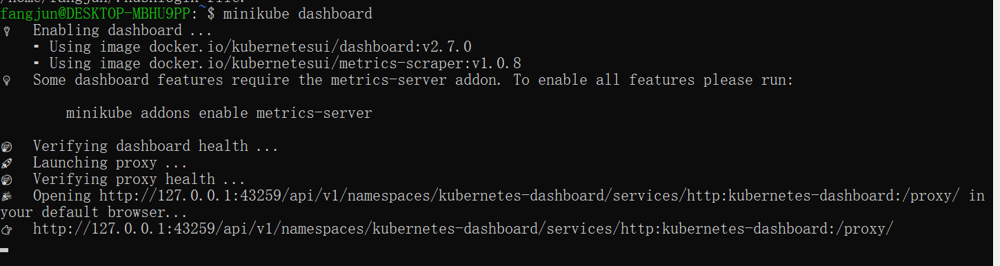 /home/fangjun/.hushlogin file.
fangjun@DESKTOP-MBHU9PP:~$ minikube dashboard
Enabling dashboard ...
- Using image docker.io/kubernetesui/dashboard:v2.7.0
- Using image docker.io/kubernetesui/metrics-scraper:v1.0.8
Some dashboard features require the metrics-server addon. To enable all features please run:
minikube addons enable metrics-server
Verifying dashboard health ...
Launching proxy ...
Verifying proxy health ...
Opening http://127.0.0.1:43259/api/v1/namespaces/kubernetes-dashboard/services/http:kubernetes-dashboard:/proxy/ in
your default browser...
http://127.0.0.1:43259/api/v1/namespaces/kubernetes-dashboard/services/http:kubernetes-dashboard:/proxy/